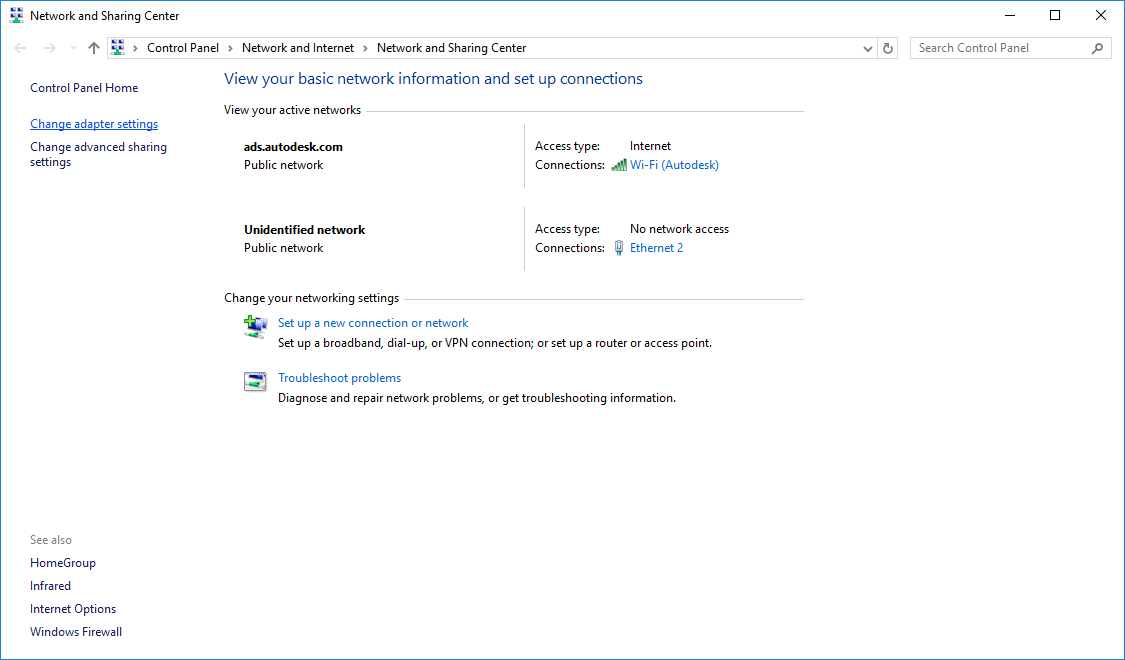 Network and Sharing Center
Control Panel > Network and Internet > Network and Sharing Center
Search Control Panel
Control Panel Home
Change adapter settings
Change advanced sharing
settings
View your basic network information and set up connections
View your active networks
ads.autodesk.com
Public network
Access type: Internet
Connections: Wi-Fi (Autodesk)
Unidentified network
Public network
Access type: No network access
Connections: Ethernet 2
Change your networking settings
Set up a new connection or network
Set up a broadband, dial-up, or VPN connection; or set up a router or access point.
Troubleshoot problems
Diagnose and repair network problems, or get troubleshooting information.
See also
HomeGroup
Infrared
Internet Options
Windows Firewall